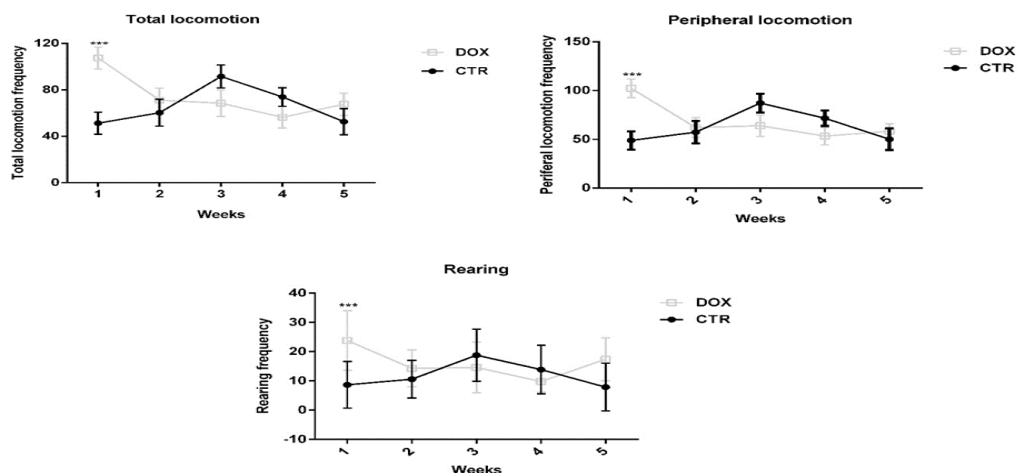 Total locomotion
Total locomotion frequency
120
80
40
0
***
DOX
CTR
1 2 3 4 5
Weeks
Peripheral locomotion
Periferal locomotion frequency
150
100
50
0
***
DOX
CTR
1 2 3 4 5
Weeks
Rearing
Rearing frequency
40
30
20
10
0
-10
***
DOX
CTR
1 2 3 4 5
Weeks